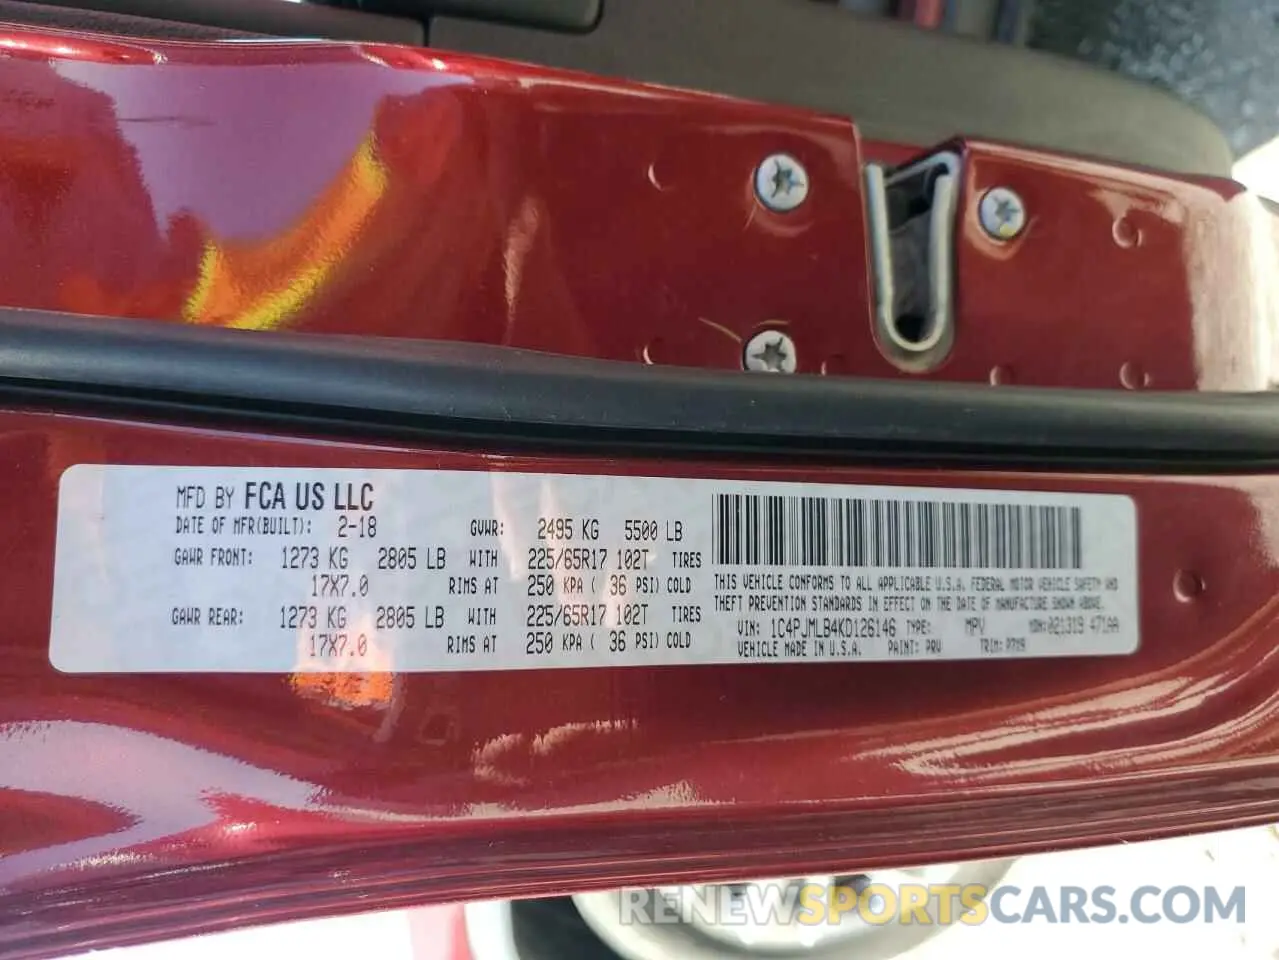 MFD BY FCA US LLC
DATE OF MFR(BUILT): 2-18 GVWR: 2495 KG 5500 LB
GAWR FRONT: 1273 KG 2805 LB WITH 225/65R17 102T TIRES
17X7.0 RIMS AT 250 KPA ( 36 PSI) COLD
GAWR REAR: 1273 KG 2805 LB WITH 225/65R17 102T TIRES
17X7.0 RIMS AT 250 KPA ( 36 PSI) COLD
THIS VEHICLE CONFORMS TO ALL APPLICABLE U.S.A. FEDERAL MOTOR VEHICLE SAFETY AND
THEFT PREVENTION STANDARDS IN EFFECT ON THE DATE OF MANUFACTURE SHOWN ABOVE.
VIN: 1C4PJMLB4KD126146 TYPE: MPV MDH: 021319 471AA
VEHICLE MADE IN U.S.A. PAINT: PRV TRIM:
RENEWSPORTSCARS.COM